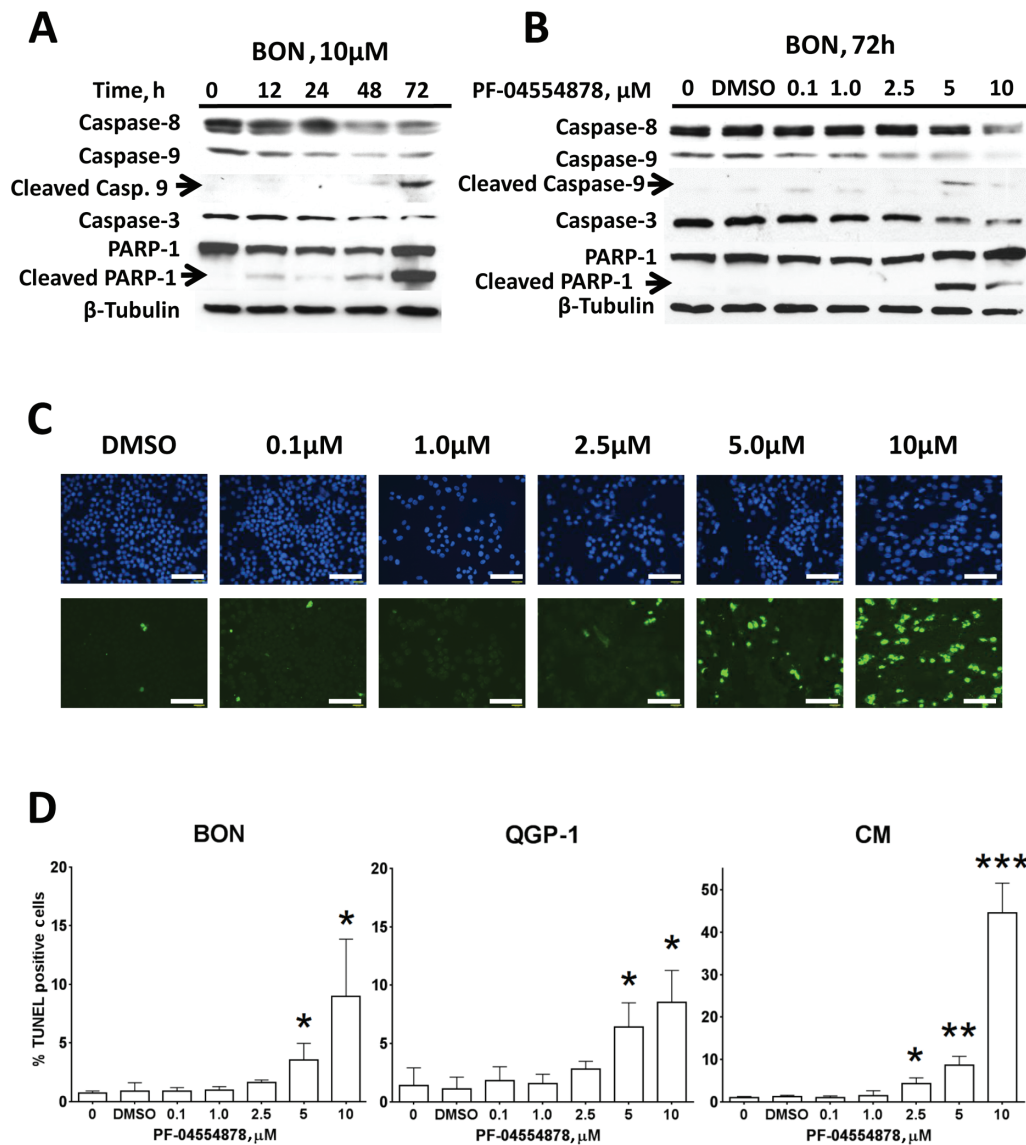 A
BON, 10µM
Time, h 0 12 24 48 72
Caspase-8
Caspase-9
Cleaved Casp. 9
Caspase-3
PARP-1
Cleaved PARP-1
β-Tubulin
B
BON, 72h
PF-04554878, µM 0 DMSO 0.1 1.0 2.5 5 10
Caspase-8
Caspase-9
Cleaved Caspase-9
Caspase-3
PARP-1
Cleaved PARP-1
β-Tubulin
C
DMSO 0.1µM 1.0µM 2.5µM 5.0µM 10µM
D
BON
% TUNEL positive cells
20
15
10
5
0
* *
0 DMSO 0.1 1.0 2.5 5 10
PF-04554878, µM
QGP-1
20
15
10
5
0
* *
0 DMSO 0.1 1.0 2.5 5 10
PF-04554878, µM
CM
50
40
30
20
10
0
* ** ***
0 DMSO 0.1 1.0 2.5 5 10
PF-04554878, µM